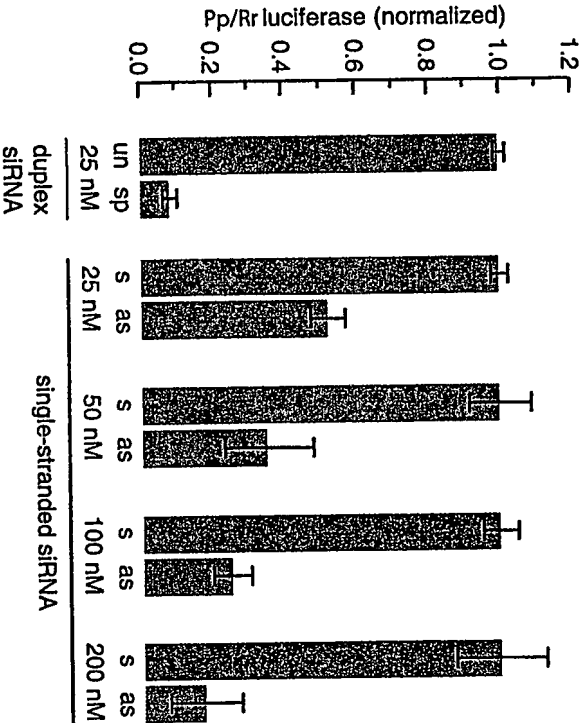 Pp/Rr luciferase (normalized)
1.2
1.0
0.8
0.6
0.4
0.2
0.0
un sp s as s as s as s as
25 nM 25 nM 50 nM 100 nM 200 nM
duplex
siRNA
single-stranded siRNA